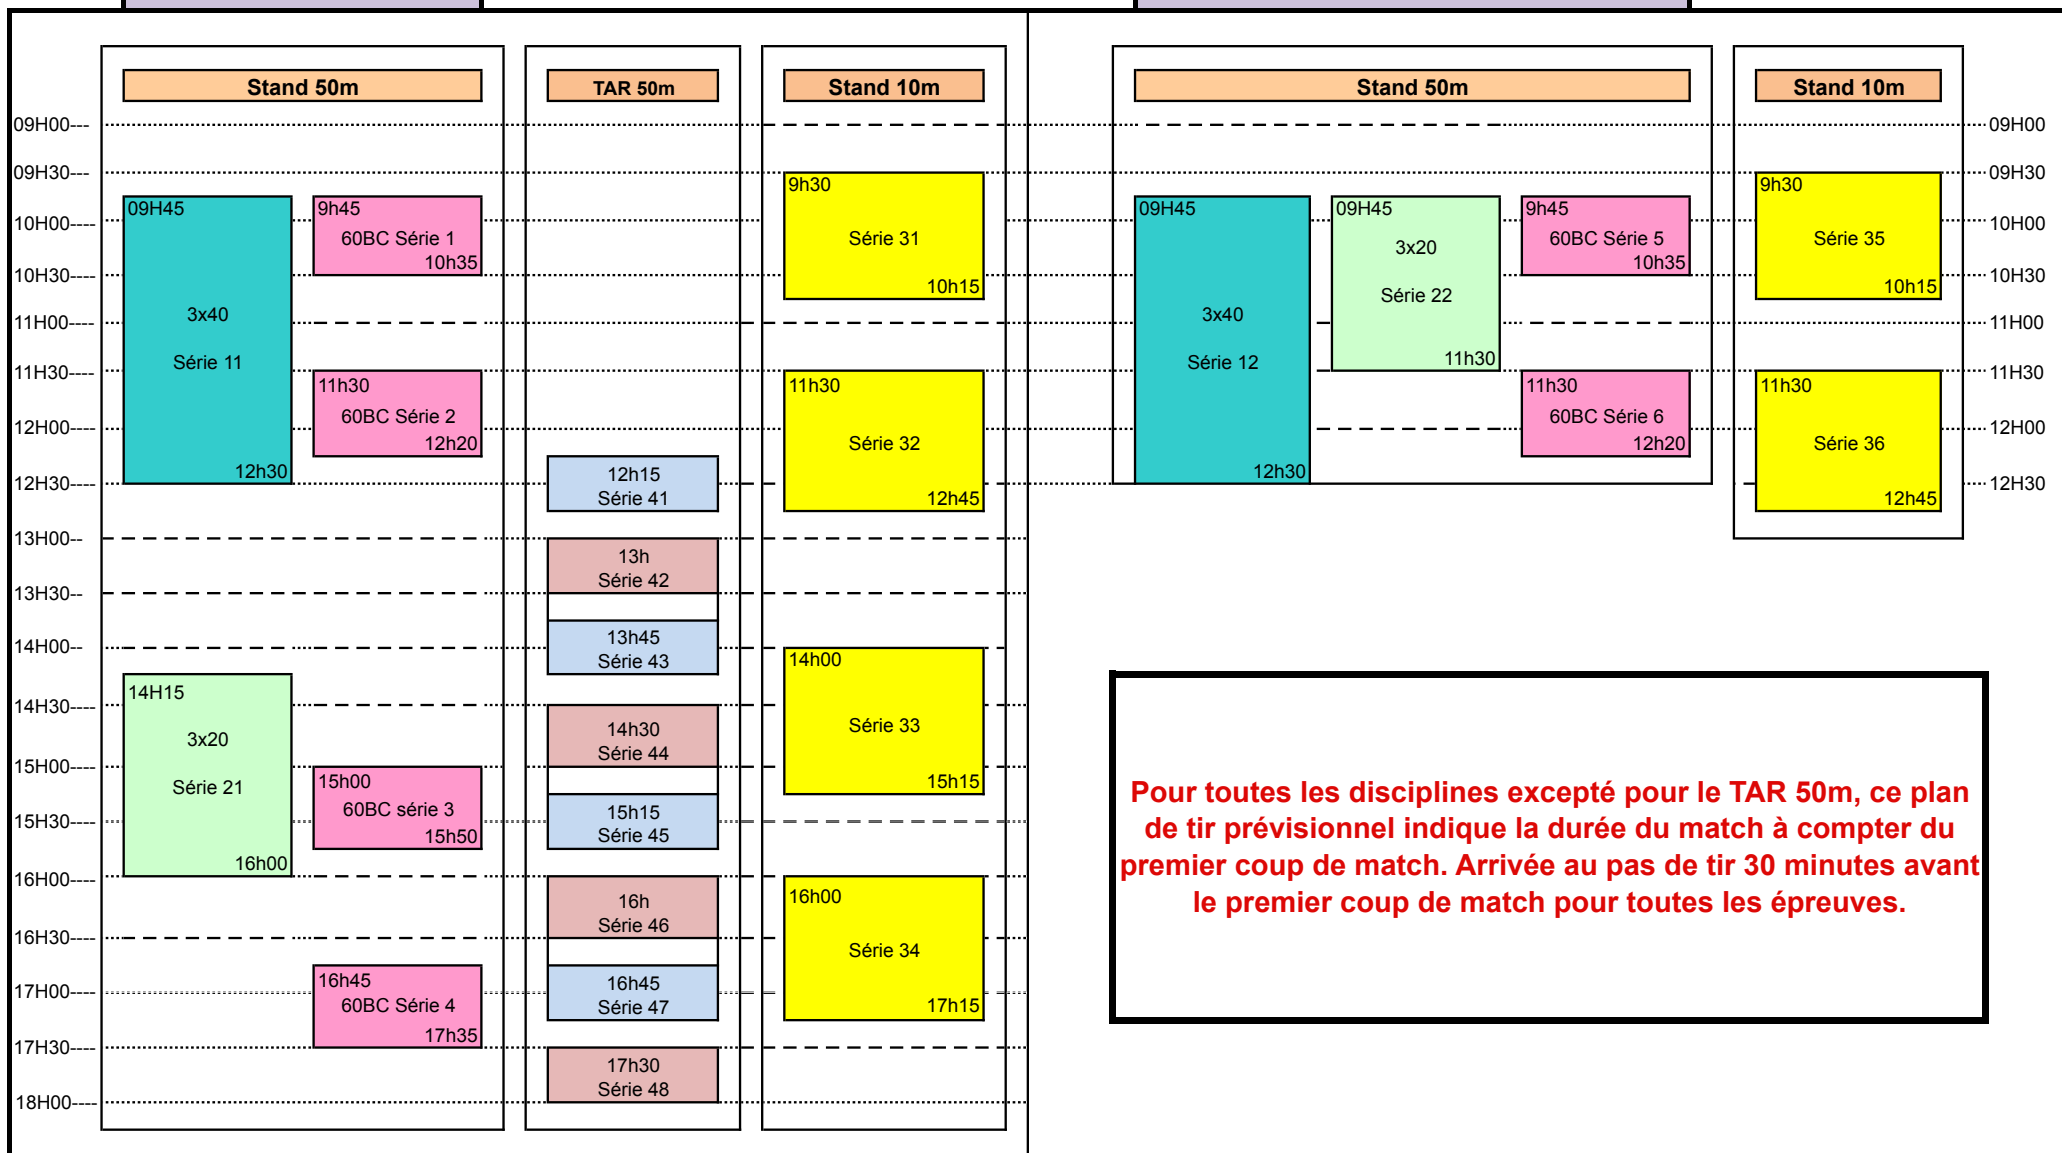 Stand 50m
TAR 50m
Stand 10m
Stand 50m
Stand 10m
09H00---
09H30---
10H00----
10H30----
11H00----
11H30----
12H00----
12H30----
13H00--
13H30--
14H00--
14H30----
15H00----
15H30----
16H00----
16H30----
17H00----
17H30----
18H00----
09H45
3x40
Série 11
12h30
9h45
60BC Série 1
10h35
11h30
60BC Série 2
12h20
14H15
3x20
Série 21
16h00
15h00
60BC série 3
15h50
16h45
60BC Série 4
17h35
12h15
Série 41
13h
Série 42
13h45
Série 43
14h30
Série 44
15h15
Série 45
16h
Série 46
16h45
Série 47
17h30
Série 48
9h30
Série 31
10h15
11h30
Série 32
12h45
14h00
Série 33
15h15
16h00
Série 34
17h15
09H45
3x40
Série 12
12h30
09H45
3x20
Série 22
11h30
9h45
60BC Série 5
10h35
11h30
60BC Série 6
12h20
9h30
Série 35
10h15
11h30
Série 36
12h45
09H00
09H30
10H00
10H30
11H00
11H30
12H00
12H30
Pour toutes les disciplines excepté pour le TAR 50m, ce plan
de tir prévisionnel indique la durée du match à compter du
premier coup de match. Arrivée au pas de tir 30 minutes avant
le premier coup de match pour toutes les épreuves.